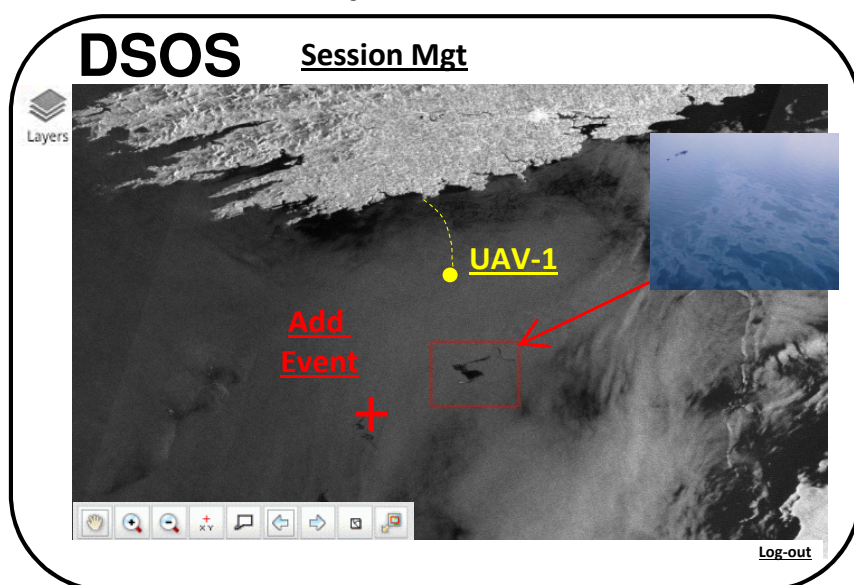 DSOS
Session Mgt
Layers
UAV-1
Add
Event
X Y
Log-out